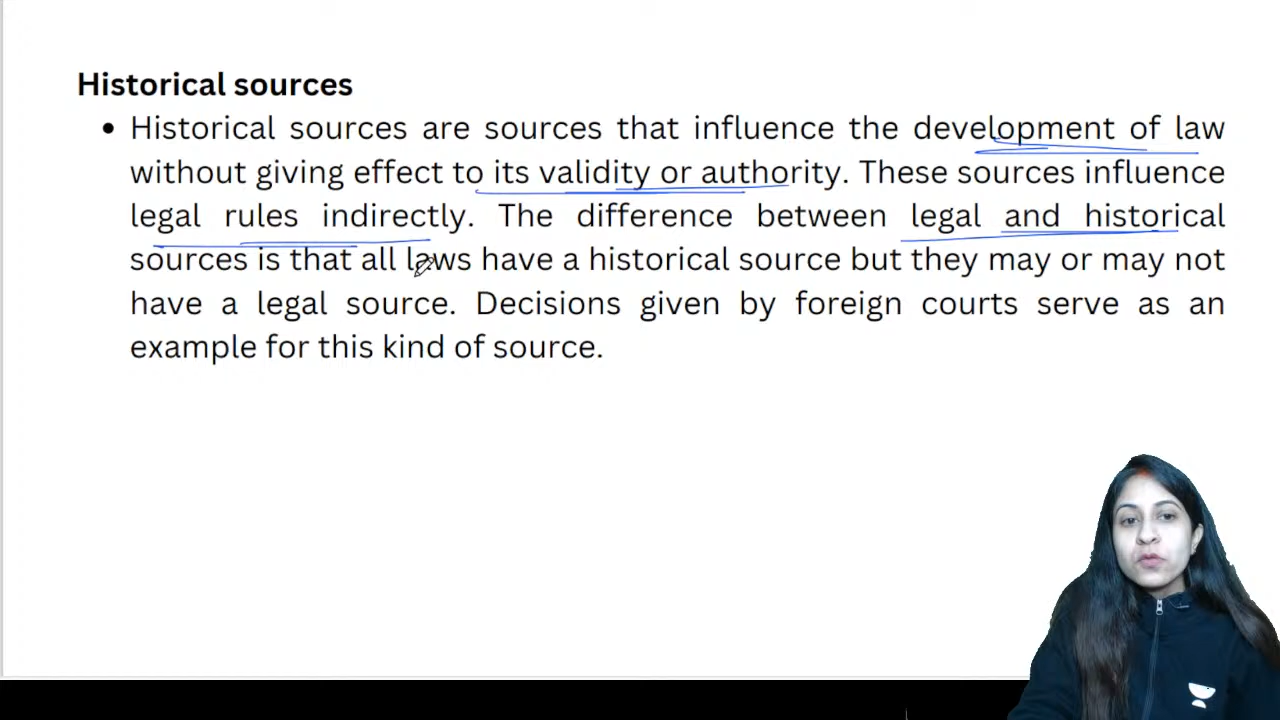 Historical sources
• Historical sources are sources that influence the development of law
without giving effect to its validity or authority. These sources influence
legal rules indirectly. The difference between legal and historical
sources is that all laws have a historical source but they may or may not
have a legal source. Decisions given by foreign courts serve as an
example for this kind of source.